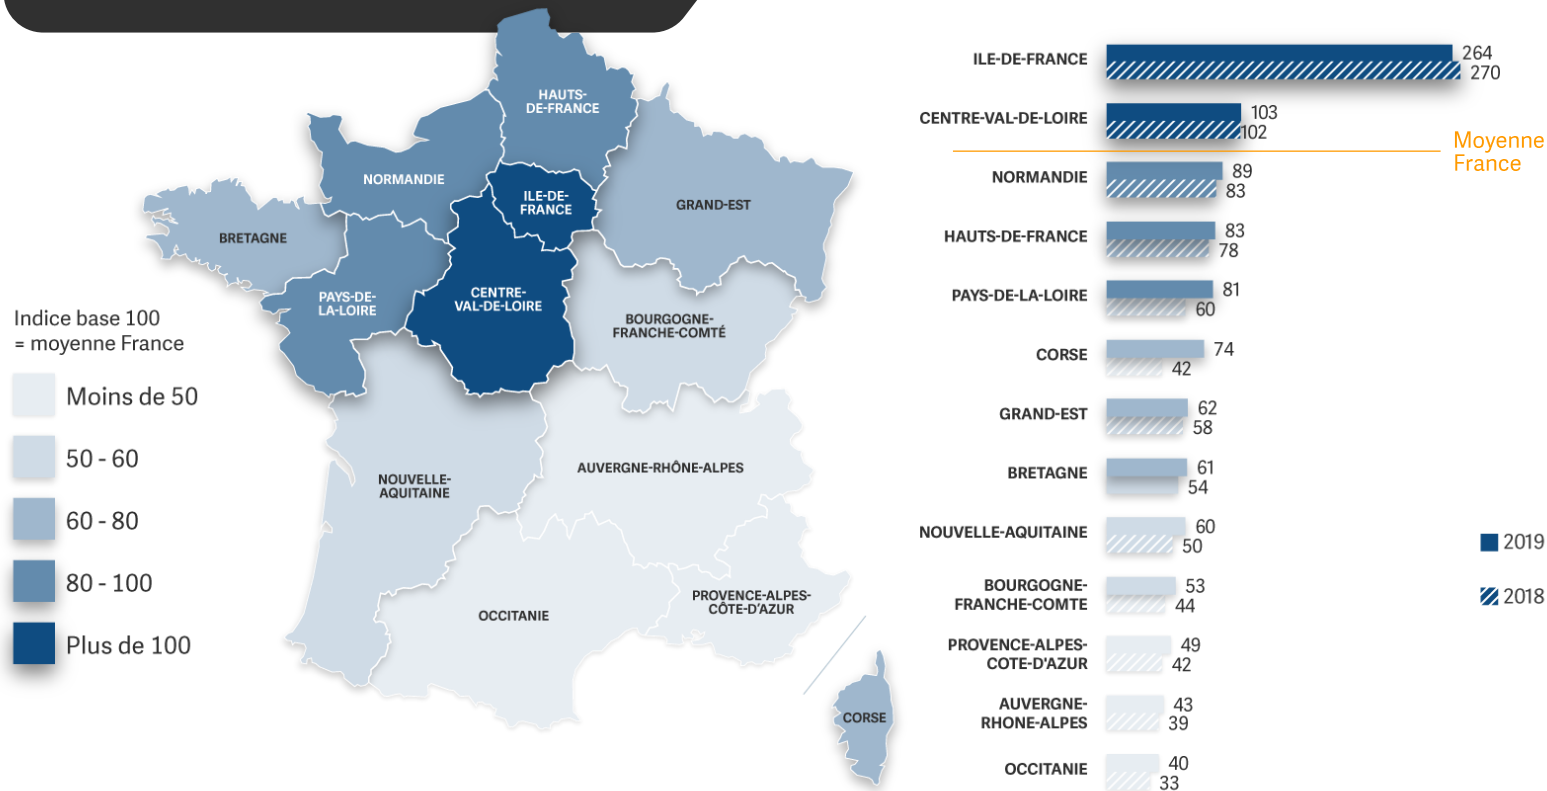 HAUTS-
DE-FRANCE
NORMANDIE
ILE-DE-
FRANCE
GRAND-EST
BRETAGNE
PAYS-DE-
LA-LOIRE
CENTRE-
VAL-DE-LOIRE
BOURGOGNE-
FRANCHE-COMTÉ
NOUVELLE-
AQUITAINE
AUVERGNE-RHÔNE-ALPES
OCCITANIE
PROVENCE-ALPES-
CÔTE-D'AZUR
CORSE
Indice base 100
= moyenne France
Moins de 50
50 - 60
60 - 80
80 - 100
Plus de 100
ILE-DE-FRANCE 264
270
CENTRE-VAL-DE-LOIRE 103
102
Moyenne
France
NORMANDIE 89
83
HAUTS-DE-FRANCE 83
78
PAYS-DE-LA-LOIRE 81
60
CORSE 74
42
GRAND-EST 62
58
BRETAGNE 61
54
NOUVELLE-AQUITAINE 60
50
BOURGOGNE- 53
FRANCHE-COMTE 44
PROVENCE-ALPES- 49
COTE-D'AZUR 42
AUVERGNE- 43
RHONE-ALPES 39
OCCITANIE 40
33
2019
2018